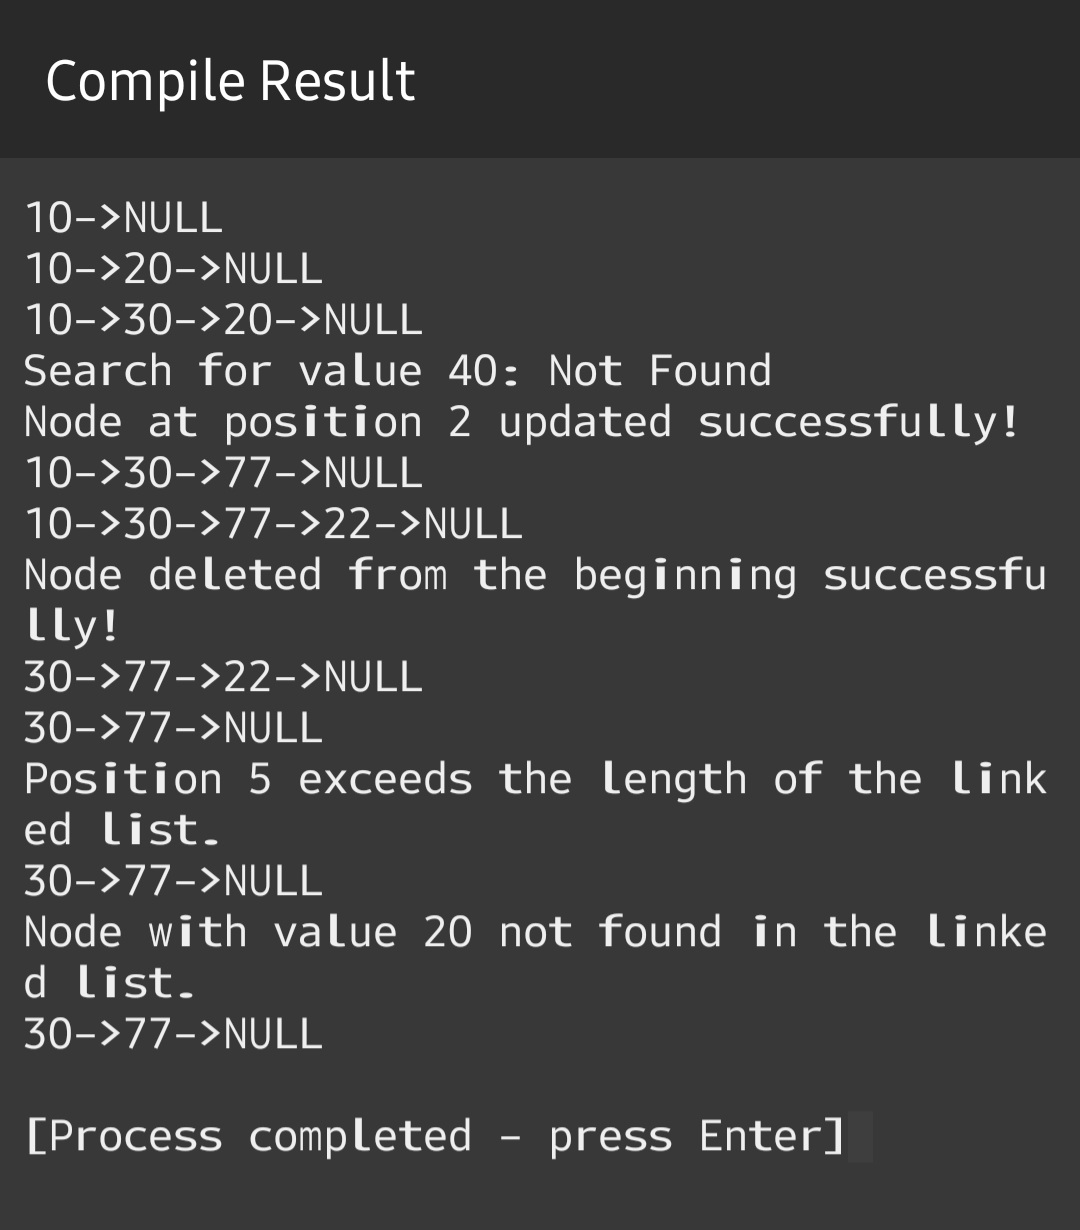 Compile Result
10->NULL
10->20->NULL
10->30->20->NULL
Search for value 40: Not Found
Node at position 2 updated successfully!
10->30->77->NULL
10->30->77->22->NULL
Node deleted from the beginning successfu
lly!
30->77->22->NULL
30->77->NULL
Position 5 exceeds the length of the link
ed list.
30->77->NULL
Node with value 20 not found in the linke
d list.
30->77->NULL
[Process completed - press Enter]